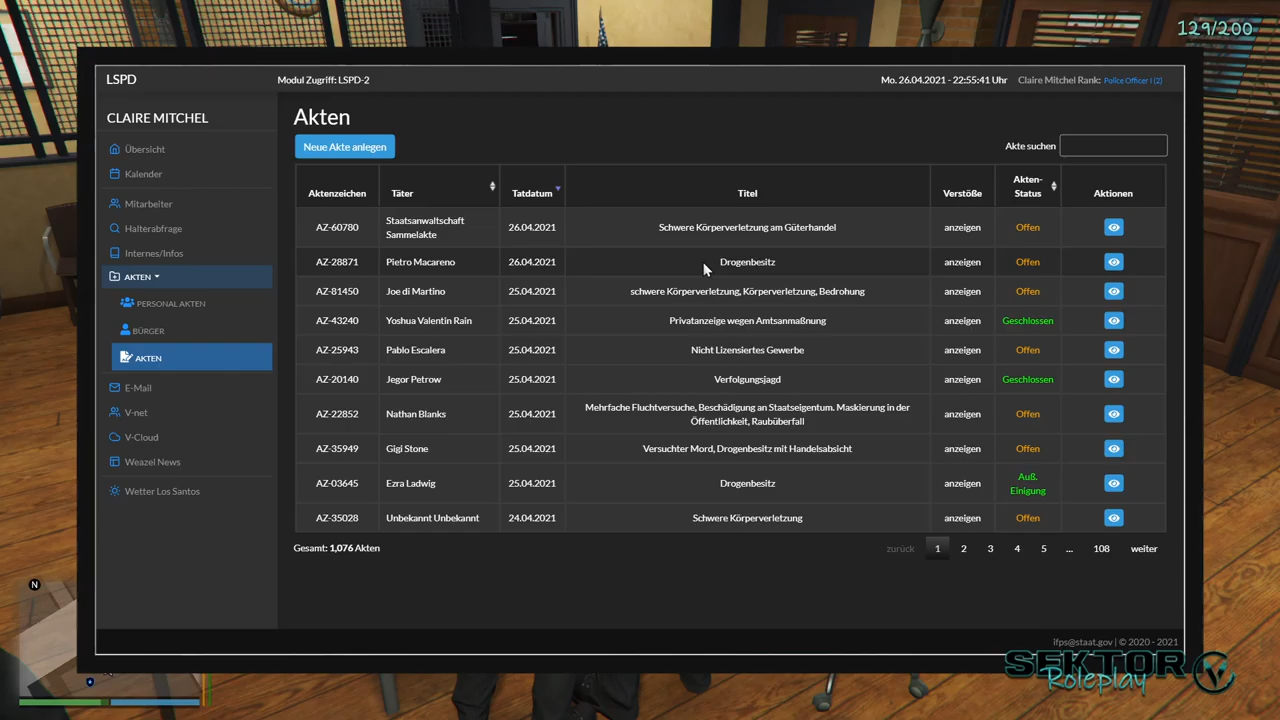 129/200
LSPD
Modul Zugriff: LSPD-2
Mo. 26.04.2021 - 22:55:41 Uhr Claire Mitchel Rank: Police Officer I (2)
CLAIRE MITCHEL
Übersicht
Kalender
Mitarbeiter
Halterabfrage
Internes/Infos
AKTEN
PERSONAL AKTEN
BÜRGER
AKTEN
E-Mail
V-net
V-Cloud
Weazel News
Wetter Los Santos
Akten
Neue Akte anlegen
Akte suchen
Aktenzeichen Täter Tatdatum Titel Verstöße Akten-
Status Aktionen
AZ-60780 Staatsanwaltschaft
Sammelakte 26.04.2021 Schwere Körperverletzung am Güterhandel anzeigen Offen
AZ-28871 Pietro Macareno 26.04.2021 Drogenbesitz anzeigen Offen
AZ-81450 Joe di Martino 25.04.2021 schwere Körperverletzung, Körperverletzung, Bedrohung anzeigen Offen
AZ-43240 Yoshua Valentin Rain 25.04.2021 Privatanzeige wegen Amtsanmaßnung anzeigen Geschlossen
AZ-25943 Pablo Escalera 25.04.2021 Nicht Lizensiertes Gewerbe anzeigen Offen
AZ-20140 Jegor Petrow 25.04.2021 Verfolgungsjagd anzeigen Geschlossen
AZ-22852 Nathan Blanks 25.04.2021 Mehrfache Fluchtversuche, Beschädigung an Staatseigentum. Maskierung in der
Öffentlichkeit, Raubüberfall anzeigen Offen
AZ-35949 Gigi Stone 25.04.2021 Versuchter Mord, Drogenbesitz mit Handelsabsicht anzeigen Offen
AZ-03645 Ezra Ladwig 25.04.2021 Drogenbesitz anzeigen Auß.
Einigung
AZ-35028 Unbekannt Unbekannt 24.04.2021 Schwere Körperverletzung anzeigen Offen
Gesamt: 1,076 Akten
zurück 1 2 3 4 5 ... 108 weiter
N
ifps@staat.gov | © 2020 - 2021
SEKTOR V
Roleplay